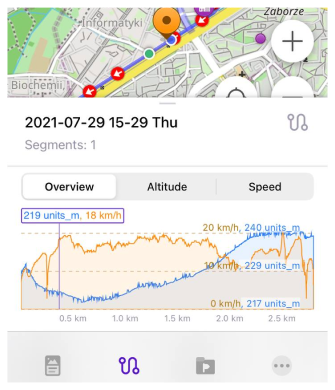 Informatyki
Zaborze
Biochemii,
2021-07-29 15-29 Thu
Segments: 1
Overview
Altitude
Speed
219 units_m, 18 km/h
20 km/h, 240 units_m
10 km/h, 229 units_m
0 km/h, 217 units_m
0.5 km
1.0 km
1.5 km
2.0 km
2.5 km